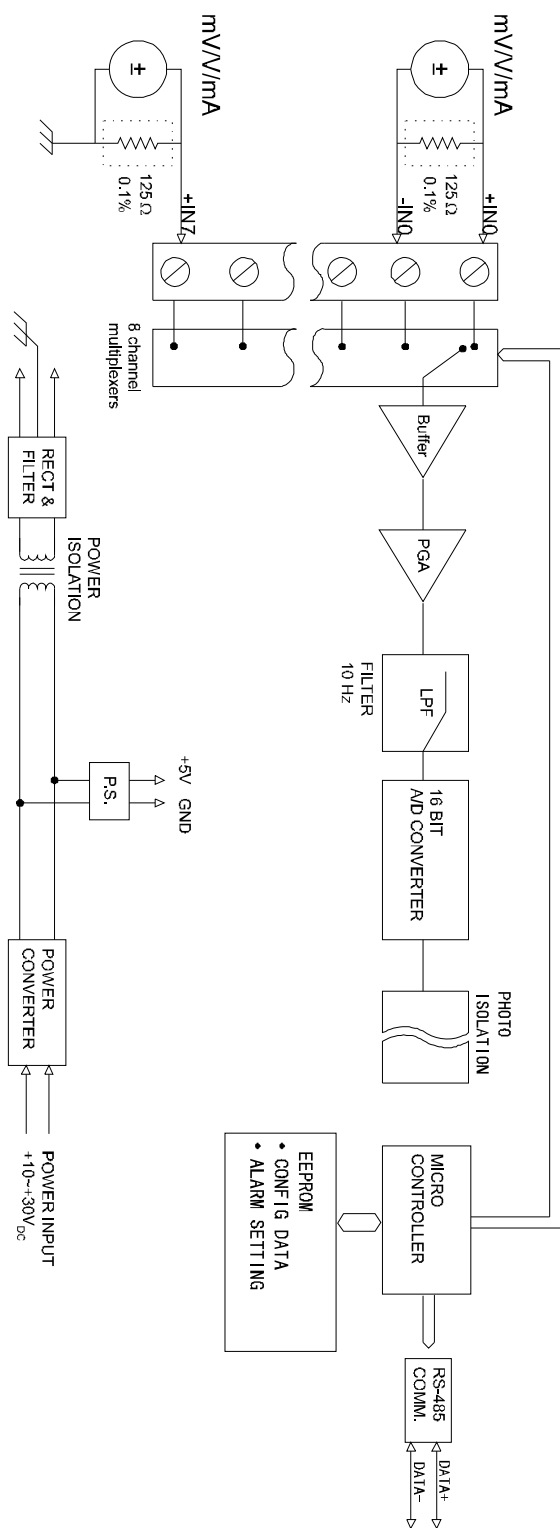 mV/V/mA
±
125 Ω
0.1%
+IN0
-IN0
mV/V/mA
±
125 Ω
0.1%
+IN7
8 channel
multiplexers
Buffer
PGA
LPF
FILTER
10 Hz
16 BIT
A/D CONVERTER
PHOTO
ISOLATION
MICRO
CONTROLLER
RS-485
COMM.
DATA+
DATA-
EEPROM
• CONFIG DATA
• ALARM SETTING
RECT &
FILTER
POWER
ISOLATION
P.S.
+5V
GND
POWER
CONVERTER
POWER INPUT
+10~+30VDC